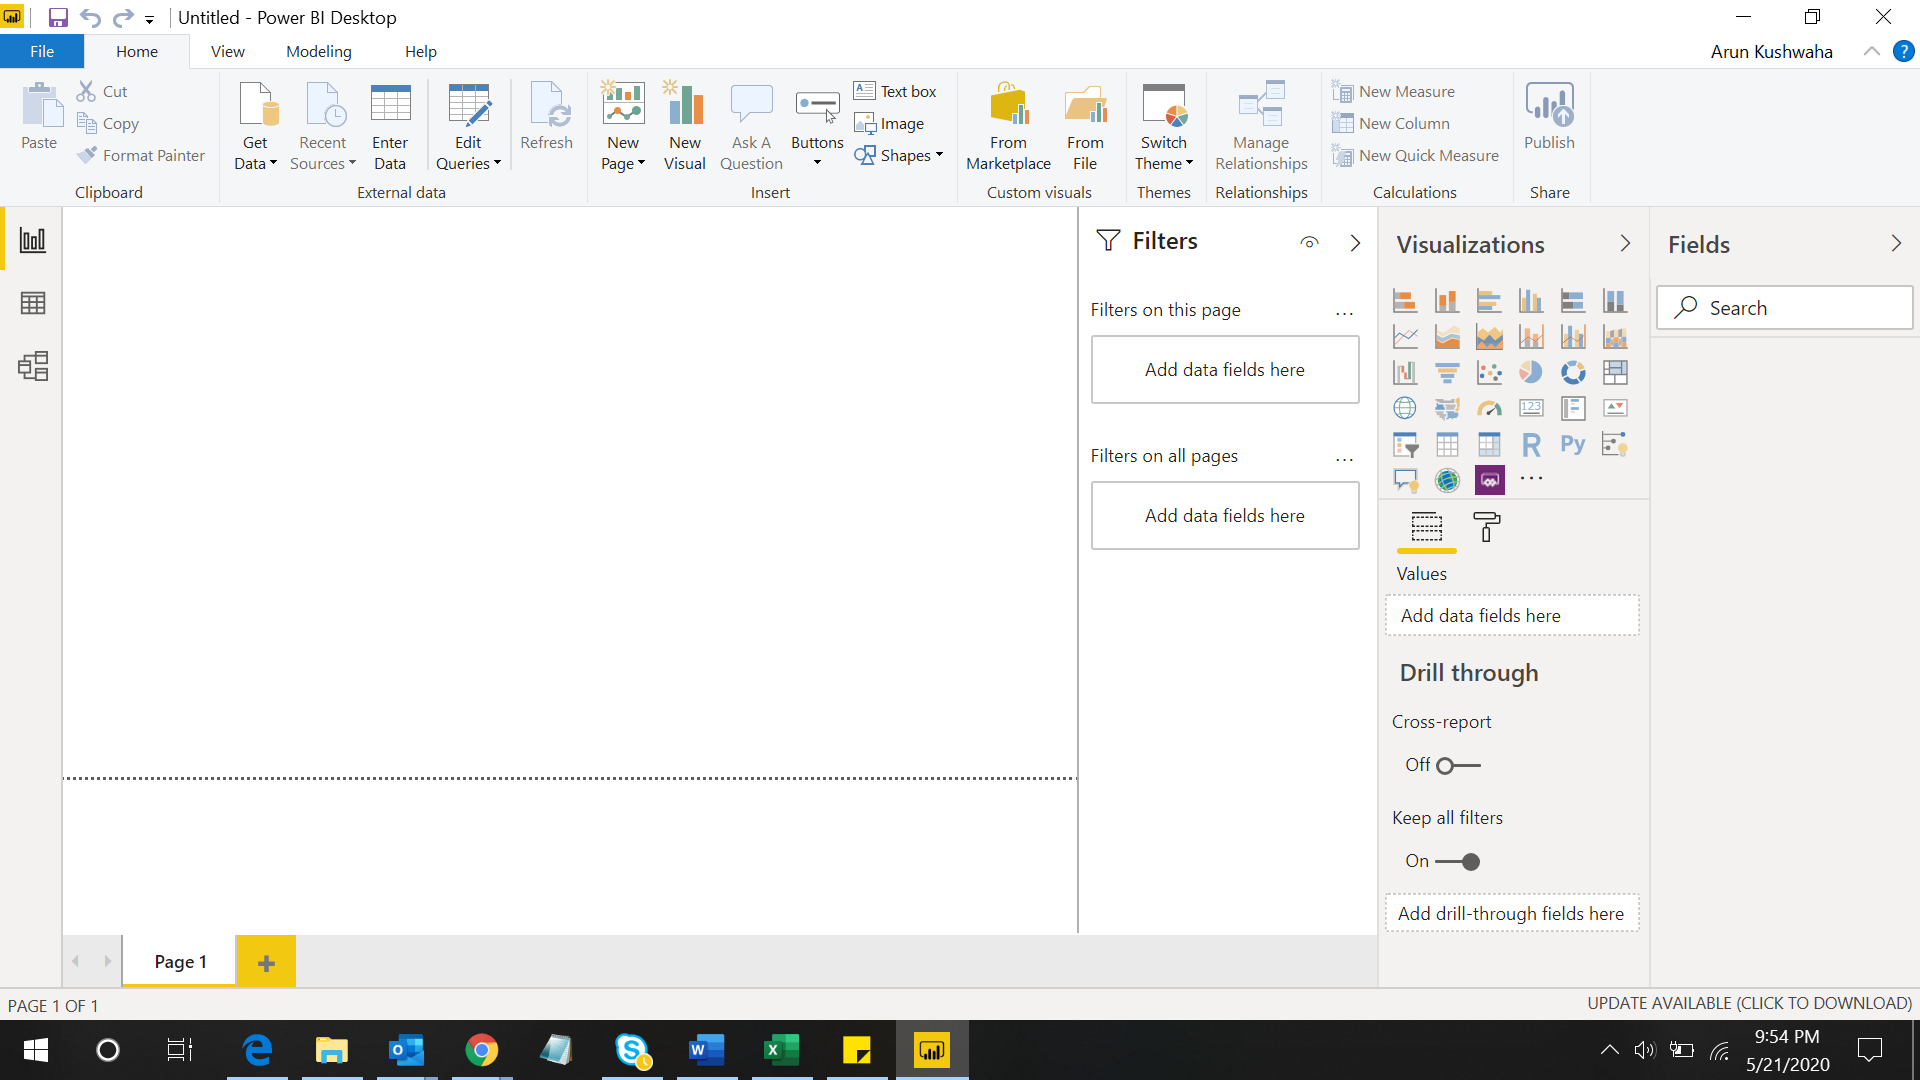 Untitled - Power BI Desktop
File Home View Modeling Help Arun Kushwaha ?
Paste
Cut
Copy
Format Painter
Clipboard
Get Data
Recent Sources
Enter Data
Edit Queries
Refresh
External data
New Page
New Visual
Ask A Question
Buttons
Text box
Image
Shapes
Insert
From Marketplace
From File
Custom visuals
Switch Theme
Themes
Manage Relationships
Relationships
New Measure
New Column
New Quick Measure
Calculations
Publish
Share
Filters
Filters on this page ...
Add data fields here
Filters on all pages ...
Add data fields here
Visualizations
123
R Py
...
Values
Add data fields here
Drill through
Cross-report
Off
Keep all filters
On
Add drill-through fields here
Fields
Search
Page 1 +
PAGE 1 OF 1
UPDATE AVAILABLE (CLICK TO DOWNLOAD)
9:54 PM
5/21/2020